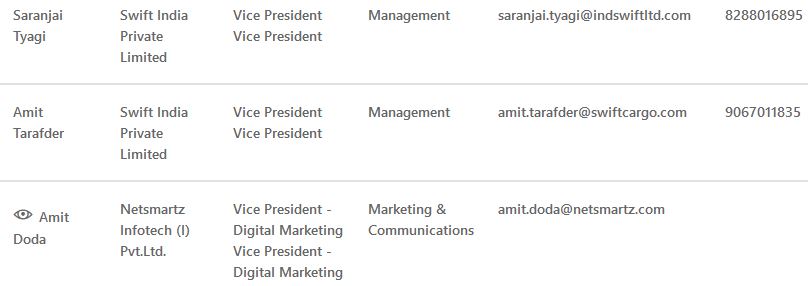 Saranjai Swift India Vice President Management saranjai.tyagi@indswiftltd.com 8288016895
Tyagi Private Vice President
Limited
Amit Swift India Vice President Management amit.tarafder@swiftcargo.com 9067011835
Tarafder Private Vice President
Limited
Amit Netsmartz Vice President - Marketing & amit.doda@netsmartz.com
Doda Infotech (I) Digital Marketing Communications
Pvt.Ltd. Vice President -
Digital Marketing